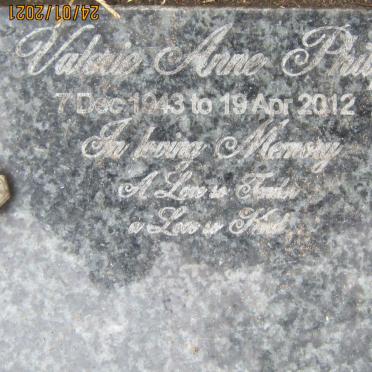 24/01/2021
Valerie Anne Phil
7 Dec 1943 to 19 Apr 2012
In loving Memory
A Love so Tender
a Love so Kind